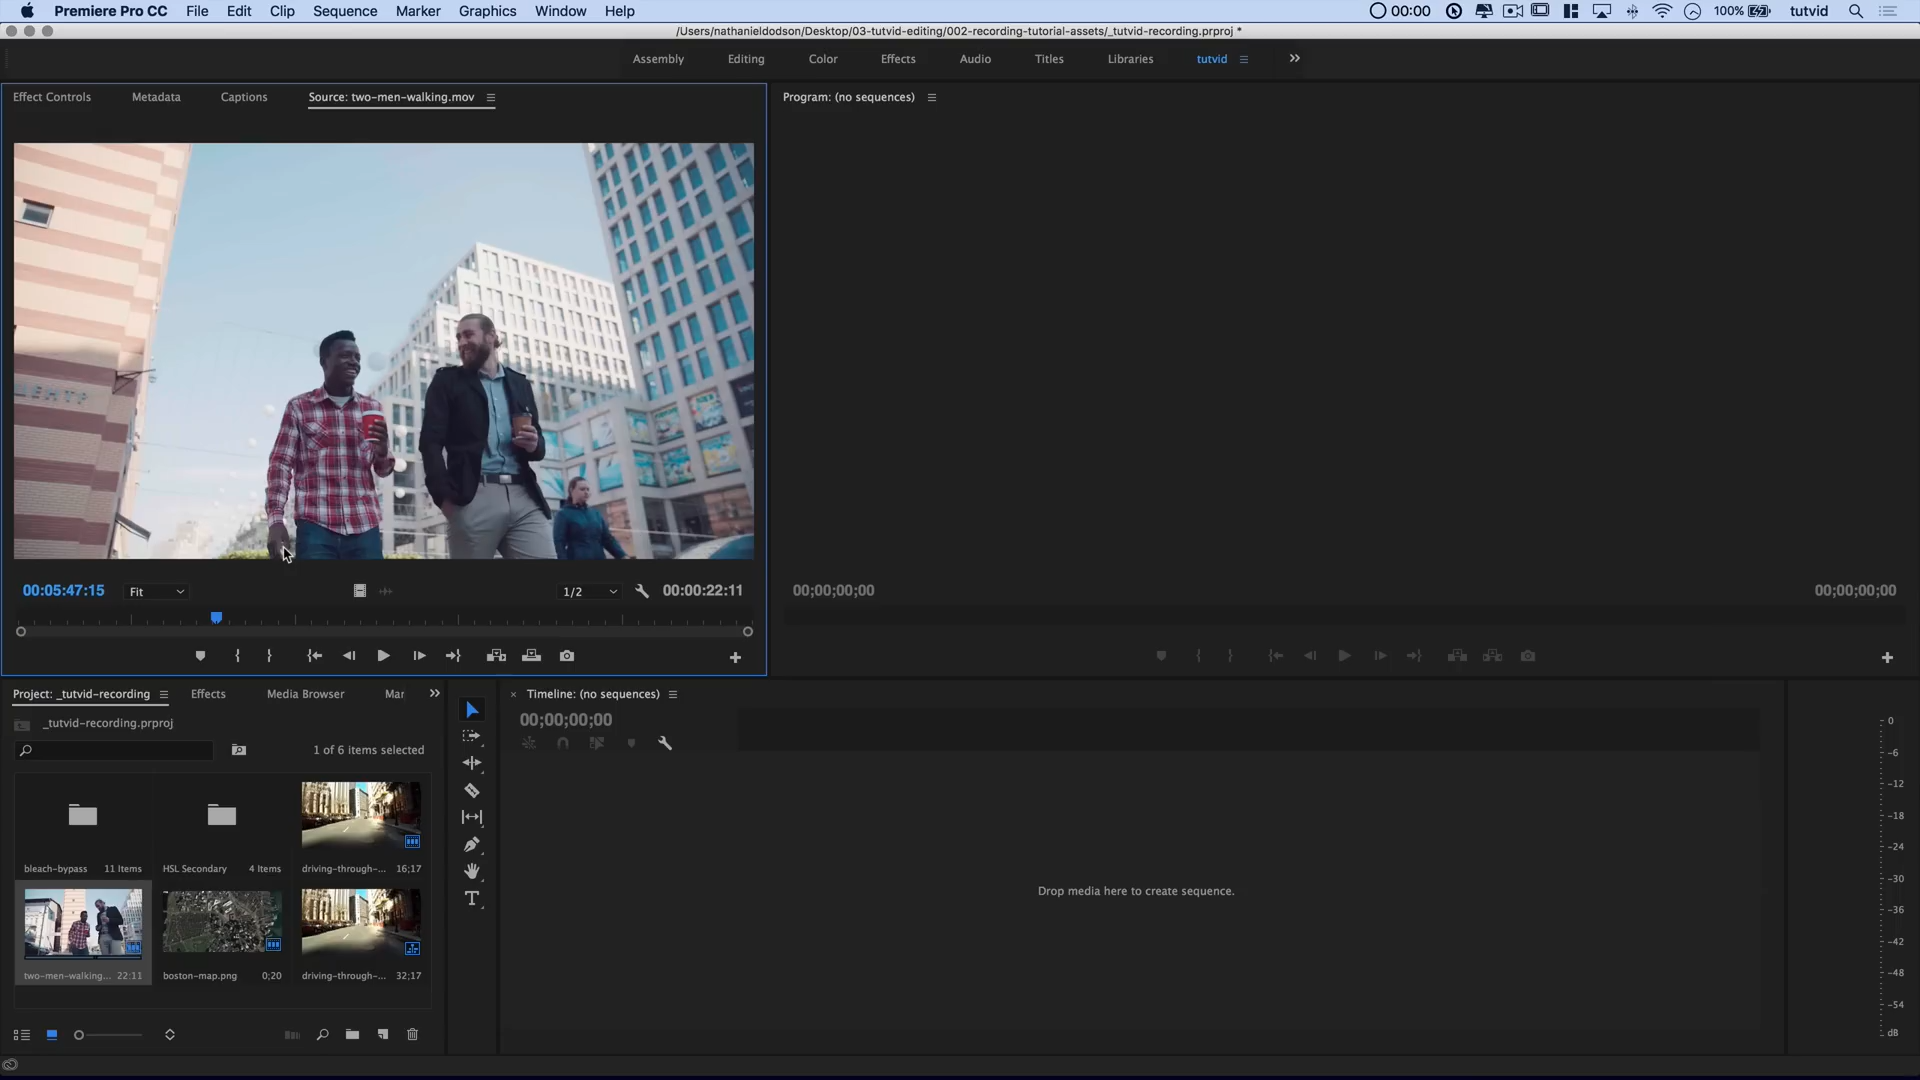 Premiere Pro CC File Edit Clip Sequence Marker Graphics Window Help 00:00 100% tutvid
/Users/nathanieldodson/Desktop/03-tutvid-editing/002-recording-tutorial-assets/_tutvid-recording.prproj *
Assembly Editing Color Effects Audio Titles Libraries tutvid
Effect Controls Metadata Captions Source: two-men-walking.mov
Program: (no sequences)
ЦЕНТР
00:05:47:15 Fit 1/2 00:00:22:11
00;00;00;00 00;00;00;00
Project: _tutvid-recording Effects Media Browser Mar
_tutvid-recording.prproj
1 of 6 items selected
bleach-bypass 11 Items HSL Secondary 4 Items driving-through-... 16;17
two-men-walking... 22:11 boston-map.png 0;20 driving-through-... 32;17
Timeline: (no sequences)
00;00;00;00
Drop media here to create sequence.
0
-6
-12
-18
-24
-30
-36
-42
-48
-54
dB